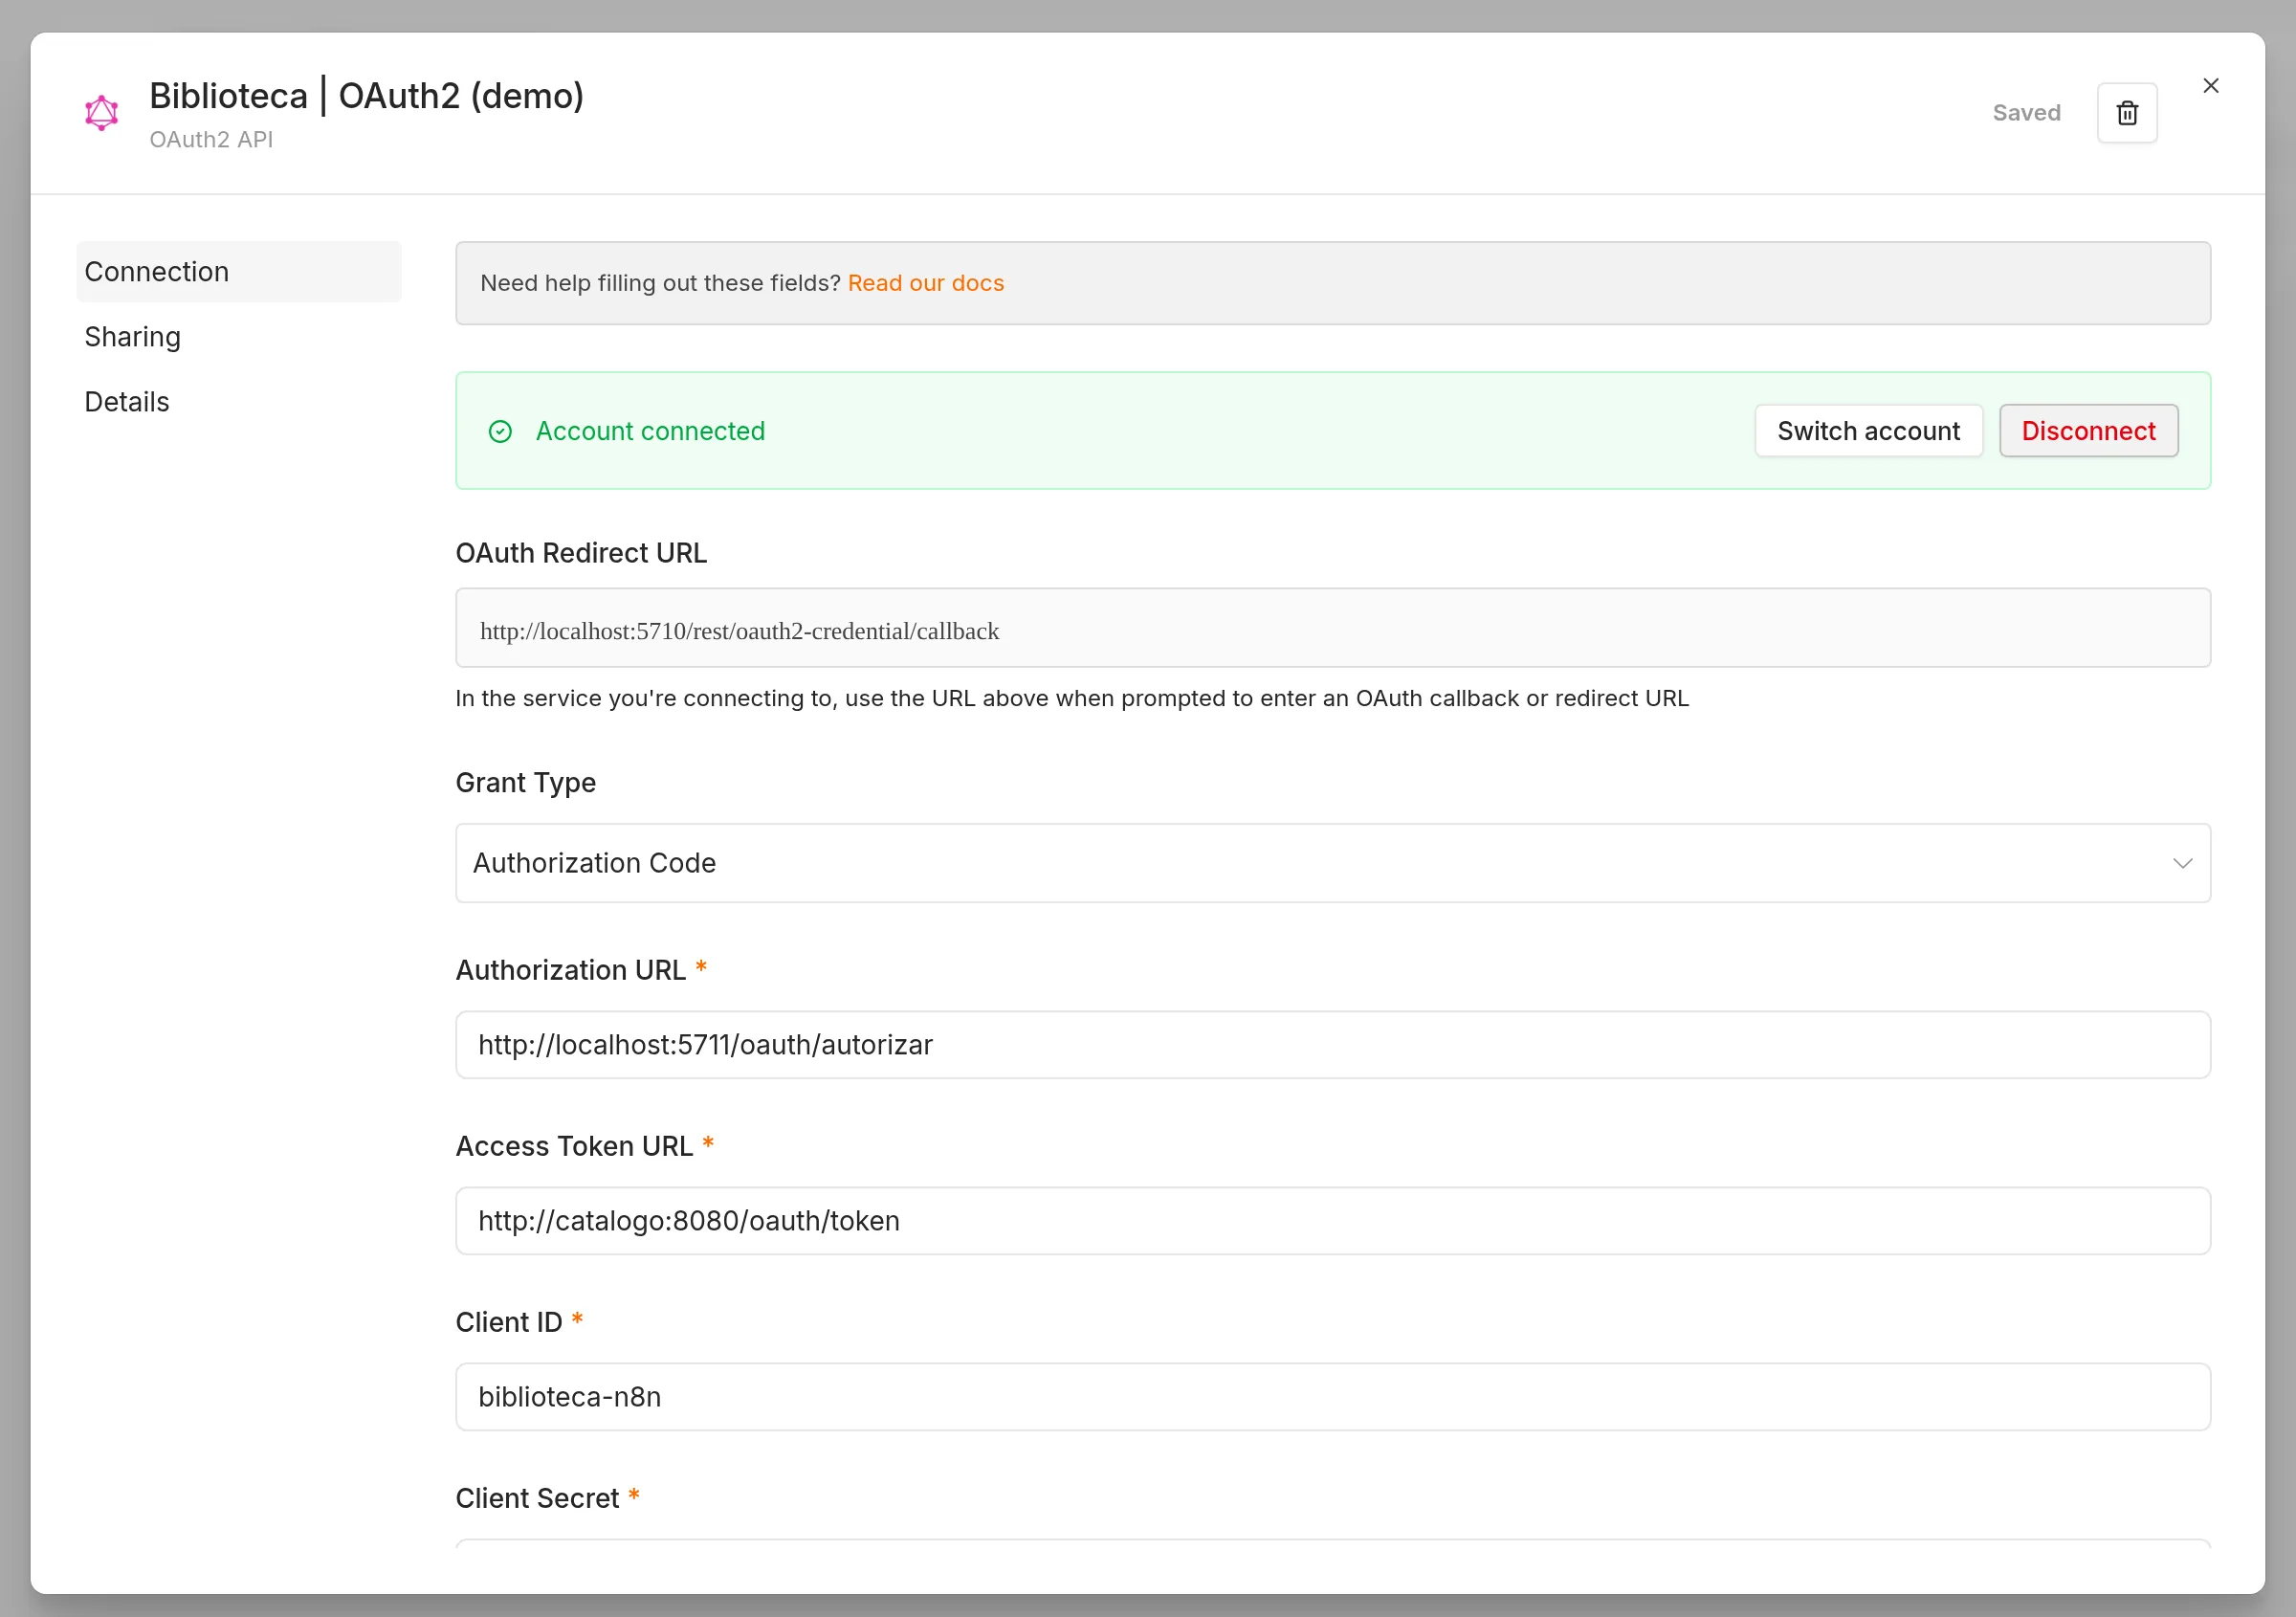 Biblioteca | OAuth2 (demo)
OAuth2 API
Saved
Connection
Sharing
Details
Need help filling out these fields? Read our docs
Account connected
Switch account
Disconnect
OAuth Redirect URL
http://localhost:5710/rest/oauth2-credential/callback
In the service you're connecting to, use the URL above when prompted to enter an OAuth callback or redirect URL
Grant Type
Authorization Code
Authorization URL *
http://localhost:5711/oauth/autorizar
Access Token URL *
http://catalogo:8080/oauth/token
Client ID *
biblioteca-n8n
Client Secret *